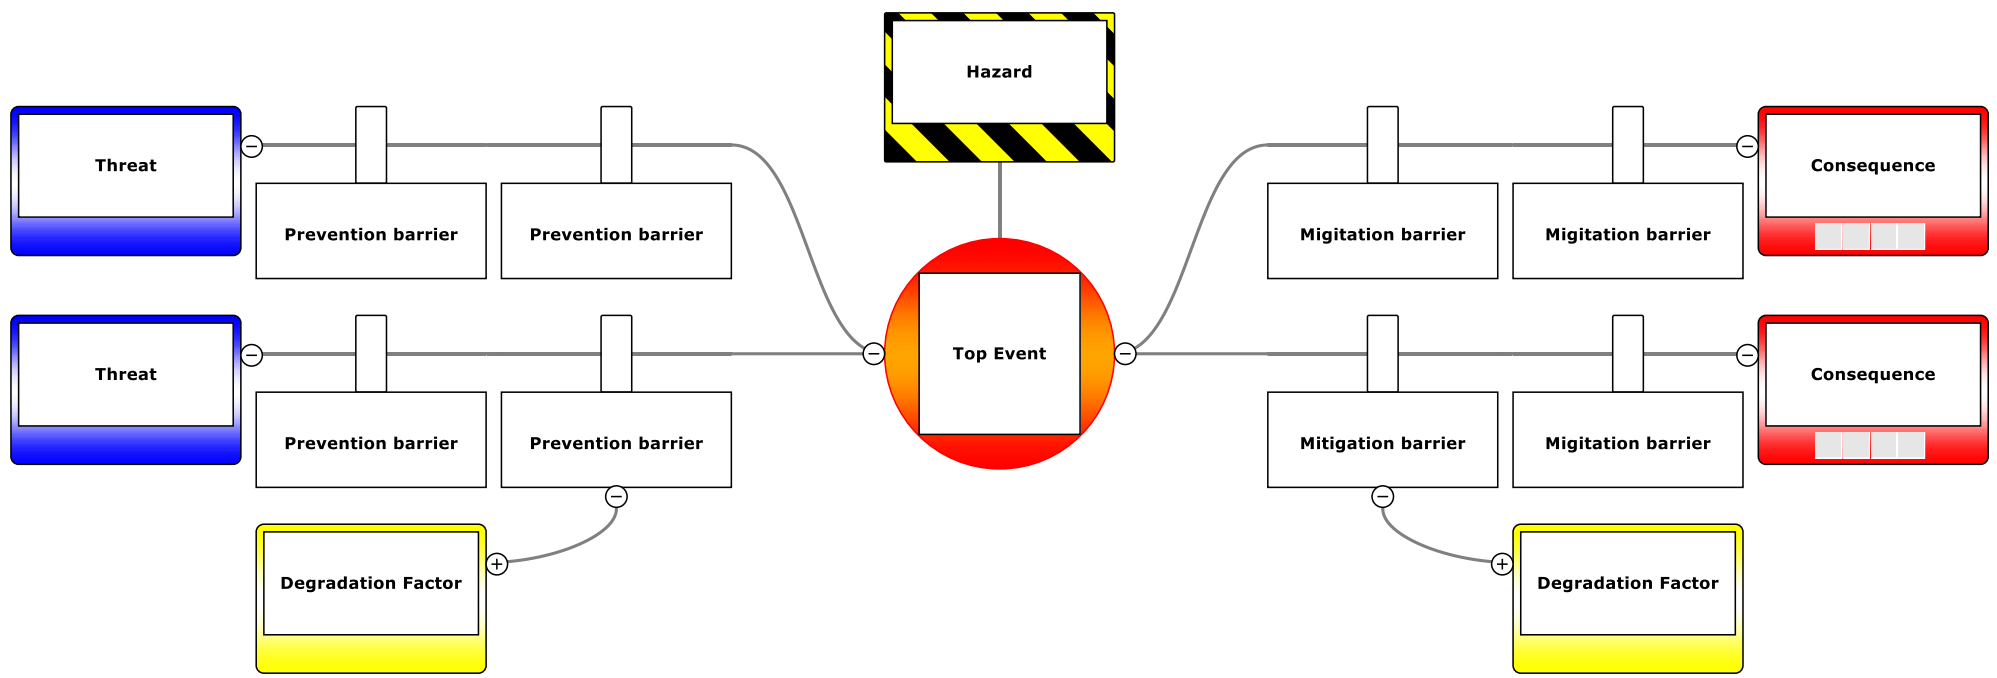 Hazard
Threat
Consequence
Prevention barrier
Prevention barrier
Migitation barrier
Migitation barrier
Top Event
Threat
Consequence
Prevention barrier
Prevention barrier
Mitigation barrier
Migitation barrier
Degradation Factor
Degradation Factor